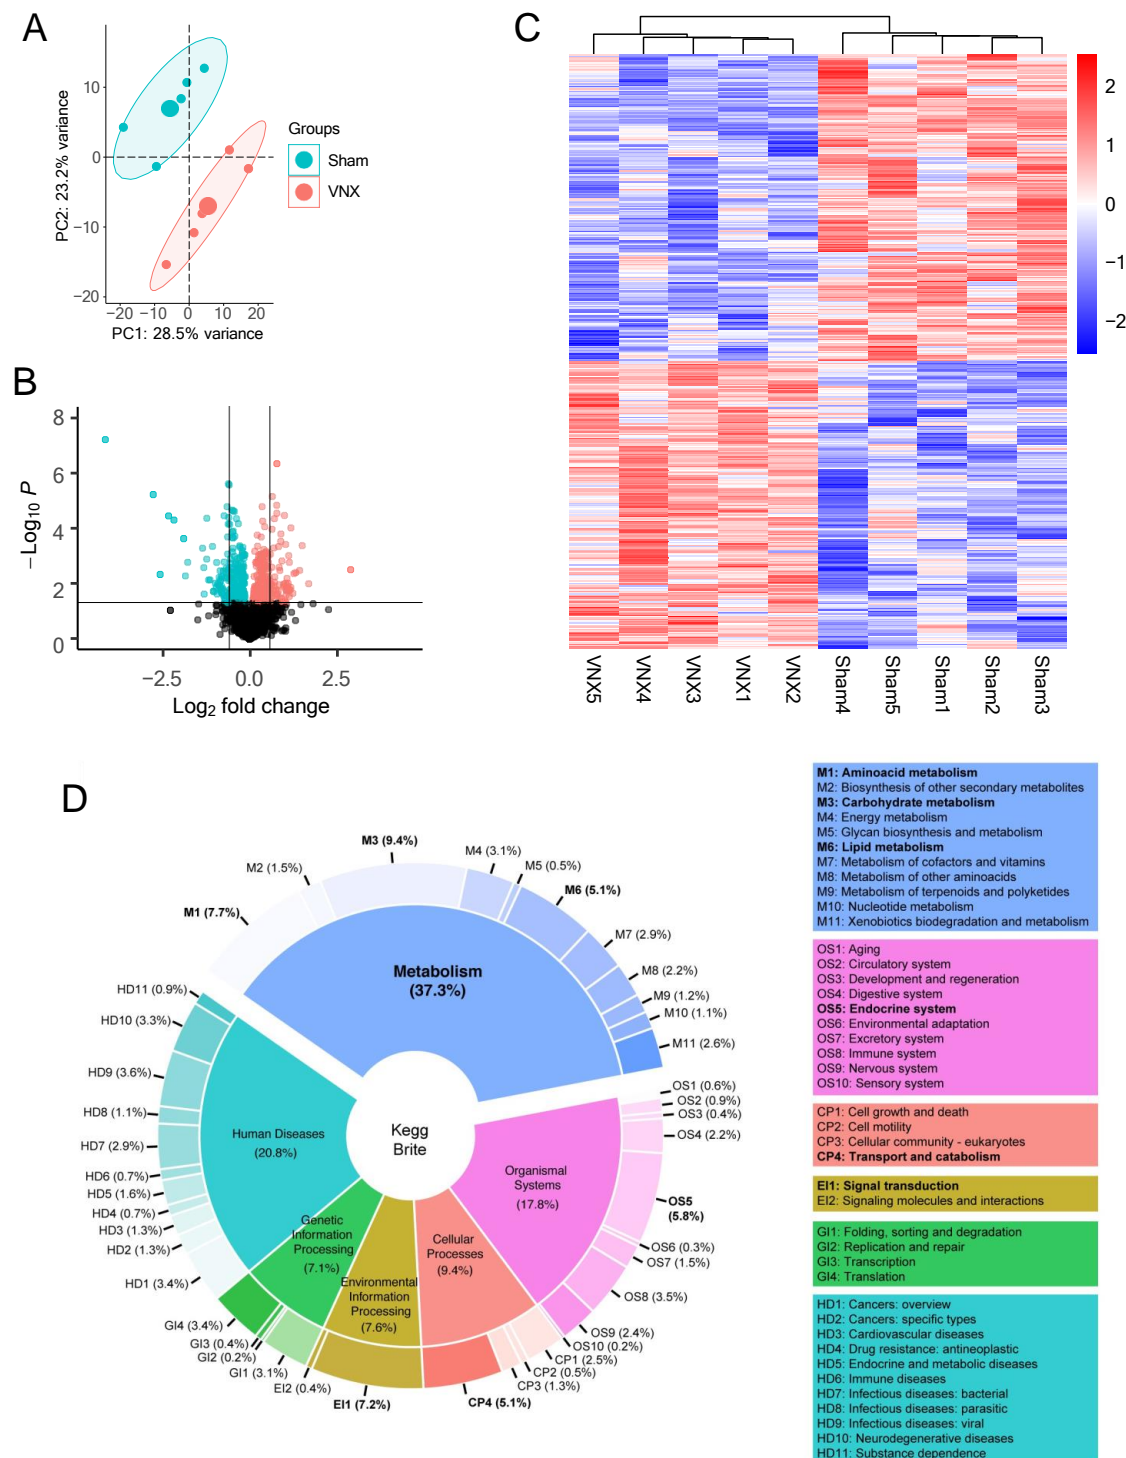 A
PC2: 23.2% variance
10
0
−10
−20
−20 −10 0 10 20
PC1: 28.5% variance
Groups
Sham
VNX
B
−Log10 P
8
6
4
2
0
−2.5 0.0 2.5
Log2 fold change
C
2
1
0
−1
−2
VNX5 VNX4 VNX3 VNX1 VNX2 Sham4 Sham5 Sham1 Sham2 Sham3
D
Kegg
Brite
Metabolism
(37.3%)
M1 (7.7%)
M2 (1.5%)
M3 (9.4%)
M4 (3.1%)
M5 (0.5%)
M6 (5.1%)
M7 (2.9%)
M8 (2.2%)
M9 (1.2%)
M10 (1.1%)
M11 (2.6%)
Organismal
Systems
(17.8%)
OS1 (0.6%)
OS2 (0.9%)
OS3 (0.4%)
OS4 (2.2%)
OS5
(5.8%)
OS6 (0.3%)
OS7 (1.5%)
OS8 (3.5%)
OS9 (2.4%)
OS10 (0.2%)
Cellular
Processes
(9.4%)
CP1 (2.5%)
CP2 (0.5%)
CP3 (1.3%)
CP4 (5.1%)
Environmental
Information
Processing
(7.6%)
EI1 (7.2%)
EI2 (0.4%)
Genetic
Information
Processing
(7.1%)
GI1 (3.1%)
GI2 (0.2%)
GI3 (0.4%)
GI4 (3.4%)
Human Diseases
(20.8%)
HD1 (3.4%)
HD2 (1.3%)
HD3 (1.3%)
HD4 (0.7%)
HD5 (1.6%)
HD6 (0.7%)
HD7 (2.9%)
HD8 (1.1%)
HD9 (3.6%)
HD10 (3.3%)
HD11 (0.9%)
M1: Aminoacid metabolism
M2: Biosynthesis of other secondary metabolites
M3: Carbohydrate metabolism
M4: Energy metabolism
M5: Glycan biosynthesis and metabolism
M6: Lipid metabolism
M7: Metabolism of cofactors and vitamins
M8: Metabolism of other aminoacids
M9: Metabolism of terpenoids and polyketides
M10: Nucleotide metabolism
M11: Xenobiotics biodegradation and metabolism
OS1: Aging
OS2: Circulatory system
OS3: Development and regeneration
OS4: Digestive system
OS5: Endocrine system
OS6: Environmental adaptation
OS7: Excretory system
OS8: Immune system
OS9: Nervous system
OS10: Sensory system
CP1: Cell growth and death
CP2: Cell motility
CP3: Cellular community - eukaryotes
CP4: Transport and catabolism
EI1: Signal transduction
EI2: Signaling molecules and interactions
GI1: Folding, sorting and degradation
GI2: Replication and repair
GI3: Transcription
GI4: Translation
HD1: Cancers: overview
HD2: Cancers: specific types
HD3: Cardiovascular diseases
HD4: Drug resistance: antineoplastic
HD5: Endocrine and metabolic diseases
HD6: Immune diseases
HD7: Infectious diseases: bacterial
HD8: Infectious diseases: parasitic
HD9: Infectious diseases: viral
HD10: Neurodegenerative diseases
HD11: Substance dependence